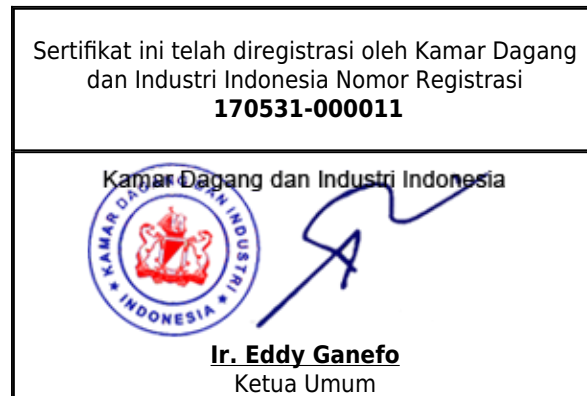 Sertifikat ini telah diregistrasi oleh Kamar Dagang
dan Industri Indonesia Nomor Registrasi
170531-000011
Kamar Dagang dan Industri Indonesia
KAMAR DAGANG DAN INDUSTRI
INDONESIA
Ir. Eddy Ganefo
Ketua Umum